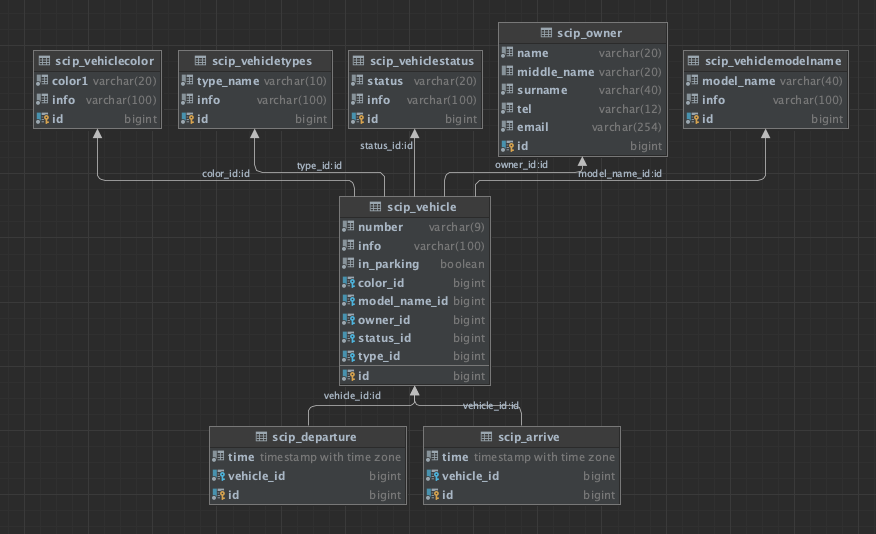 scip_vehiclecolor
color1 varchar(20)
info varchar(100)
id bigint
scip_vehicletypes
type_name varchar(10)
info varchar(100)
id bigint
scip_vehiclestatus
status varchar(20)
info varchar(100)
id bigint
scip_owner
name varchar(20)
middle_name varchar(20)
surname varchar(40)
tel varchar(12)
email varchar(254)
id bigint
scip_vehiclemodelname
model_name varchar(40)
info varchar(100)
id bigint
color_id:id
type_id:id
status_id:id
owner_id:id
model_name_id:id
scip_vehicle
number varchar(9)
info varchar(100)
in_parking boolean
color_id bigint
model_name_id bigint
owner_id bigint
status_id bigint
type_id bigint
id bigint
vehicle_id:id
vehicle_id:id
scip_departure
time timestamp with time zone
vehicle_id bigint
id bigint
scip_arrive
time timestamp with time zone
vehicle_id bigint
id bigint